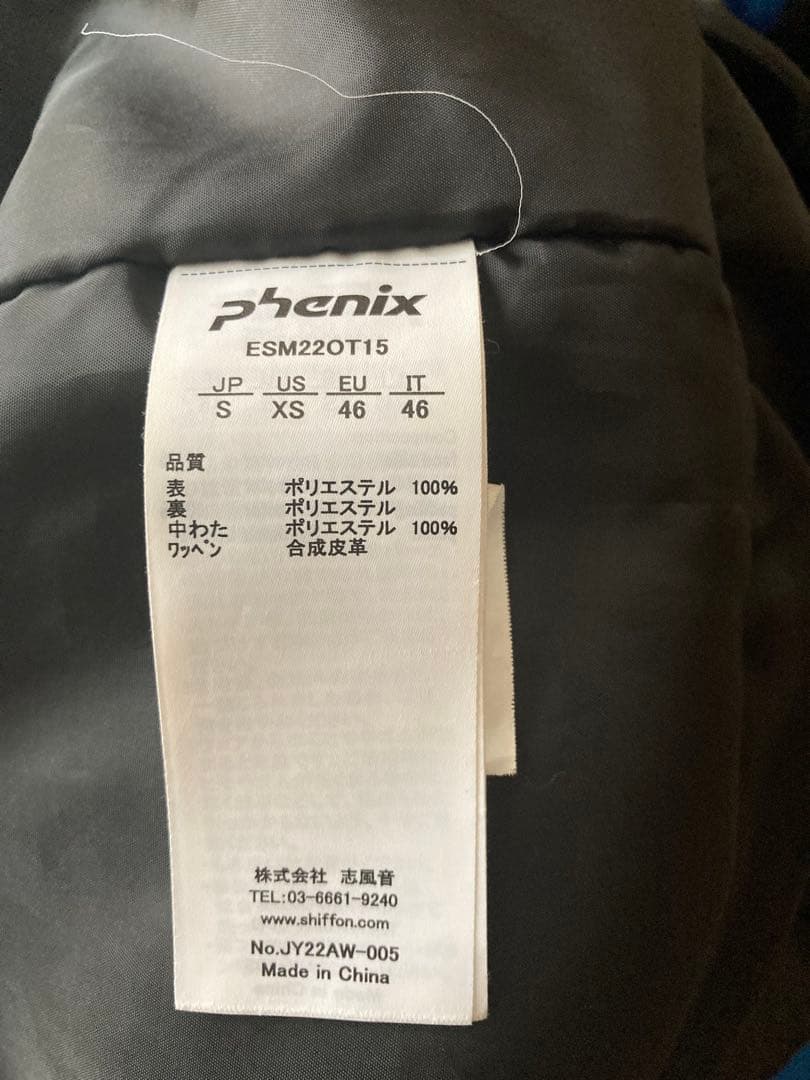 phenix
ESM22OT15
JP US EU IT
S XS 46 46
品質
表 ポリエステル 100%
裏 ポリエステル
中わた ポリエステル 100%
ワッペン 合成皮革
株式会社 志風音
TEL:03-6661-9240
www.shiffon.com
No.JY22AW-005
Made in China